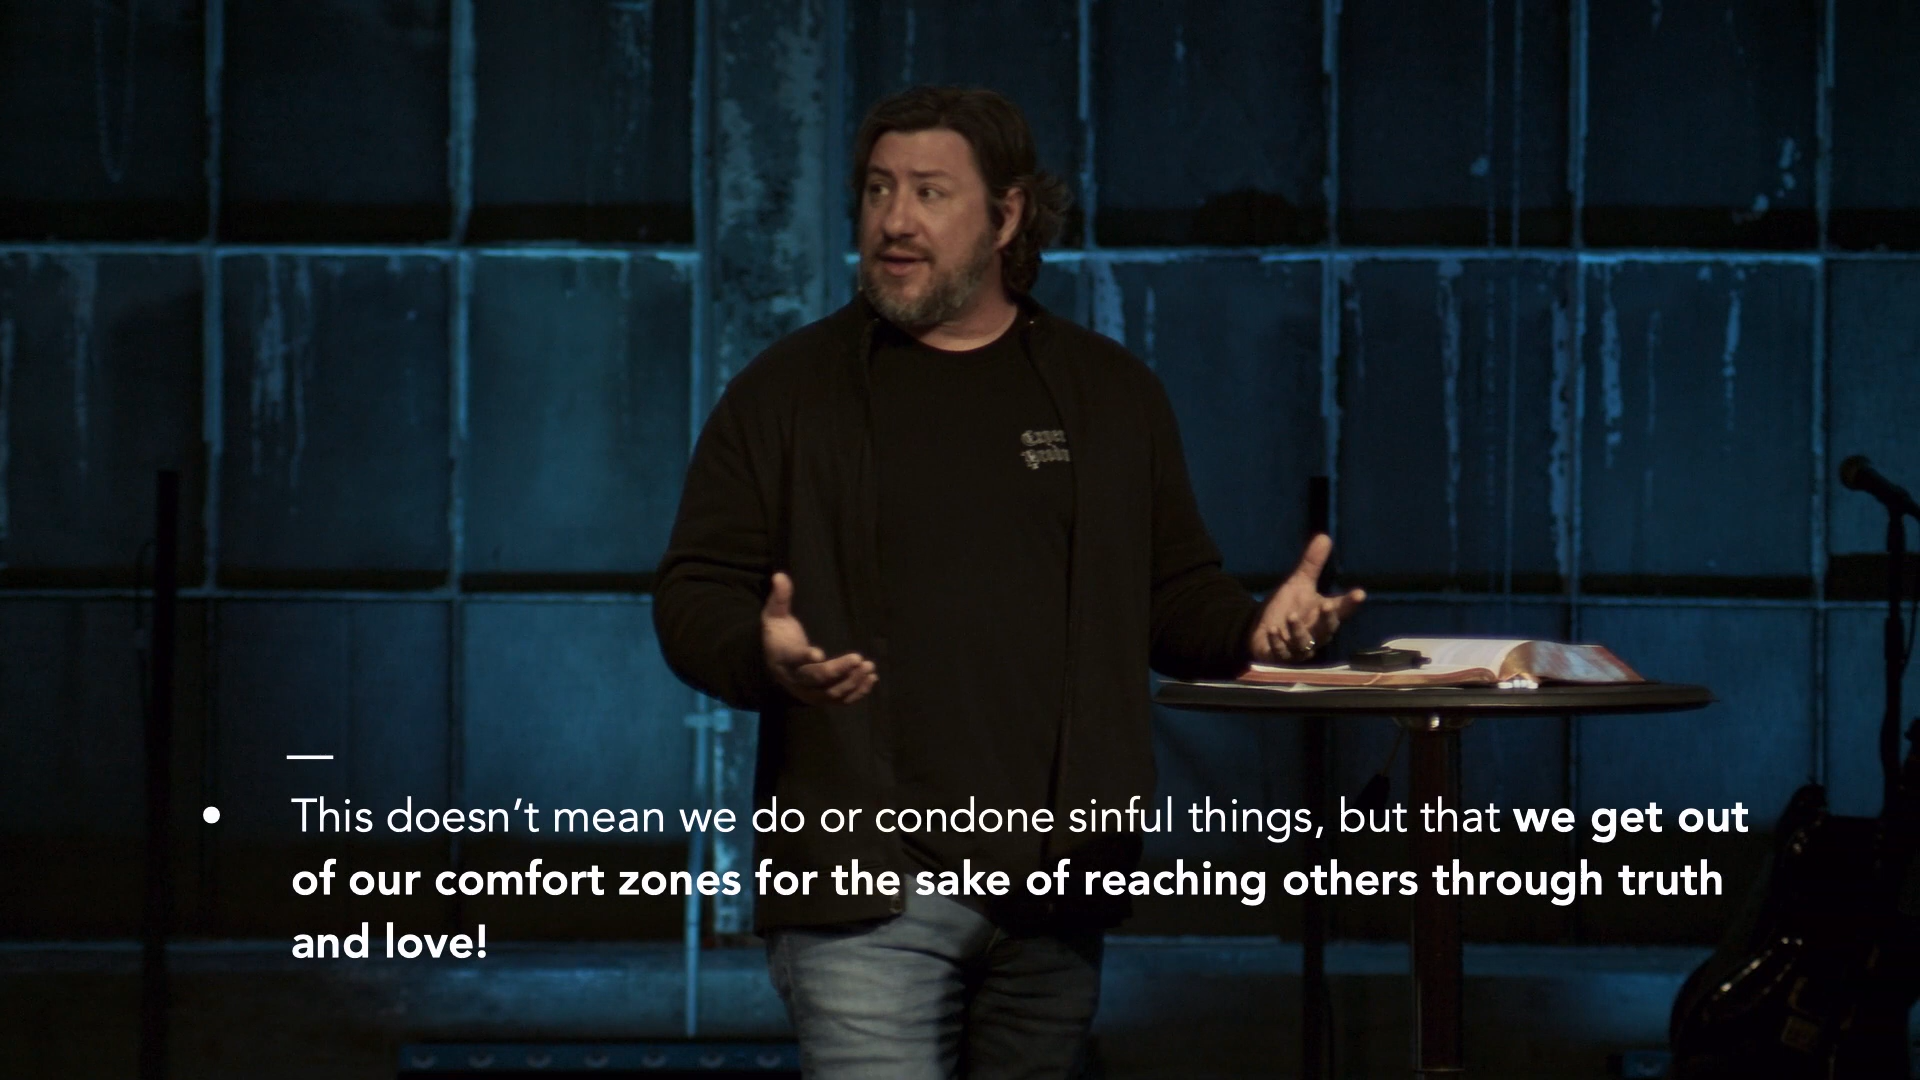 • This doesn’t mean we do or condone sinful things, but that we get out
of our comfort zones for the sake of reaching others through truth
and love!